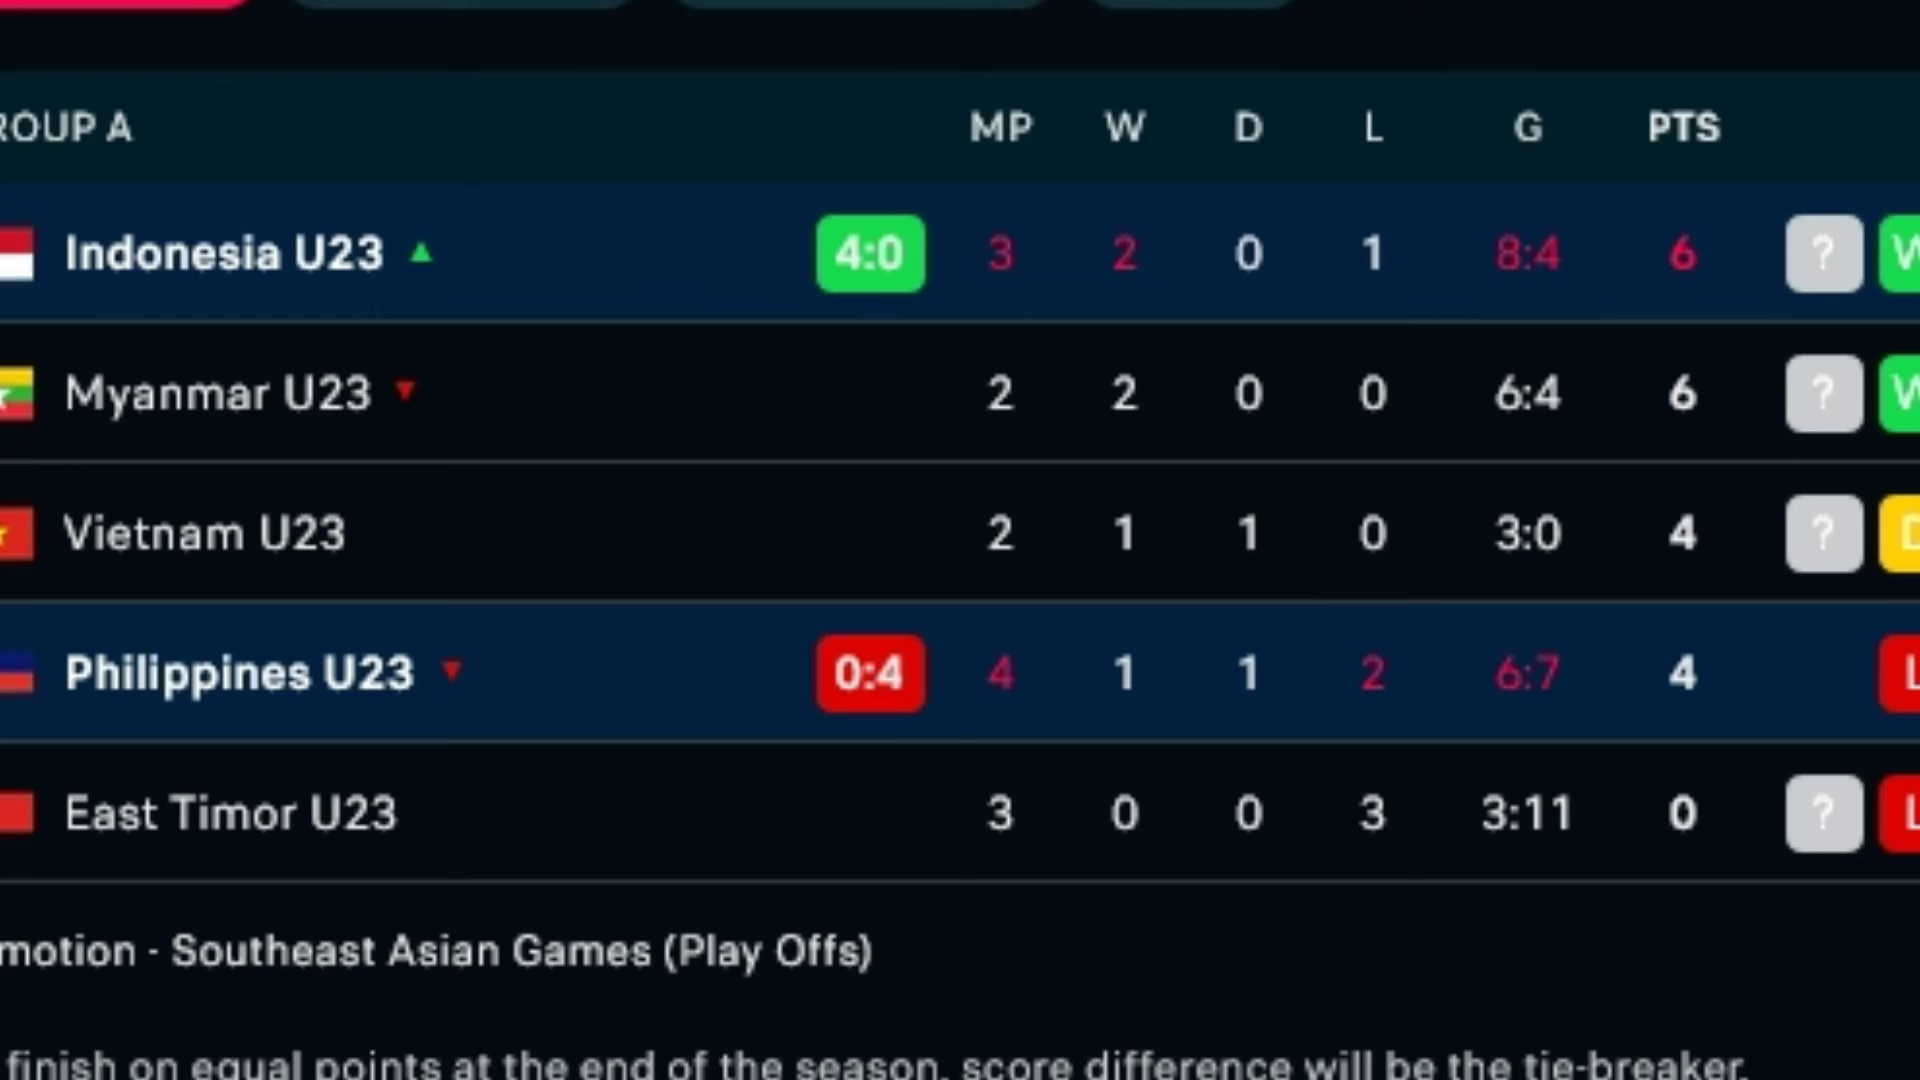 ROUP A MP W D L G PTS
Indonesia U23 4:0 3 2 0 1 8:4 6 ? W
Myanmar U23 2 2 0 0 6:4 6 ? W
Vietnam U23 2 1 1 0 3:0 4 ? D
Philippines U23 0:4 4 1 1 2 6:7 4 L
East Timor U23 3 0 0 3 3:11 0 ? L
motion - Southeast Asian Games (Play Offs)
finish on equal points at the end of the season, score difference will be the tie-breaker.